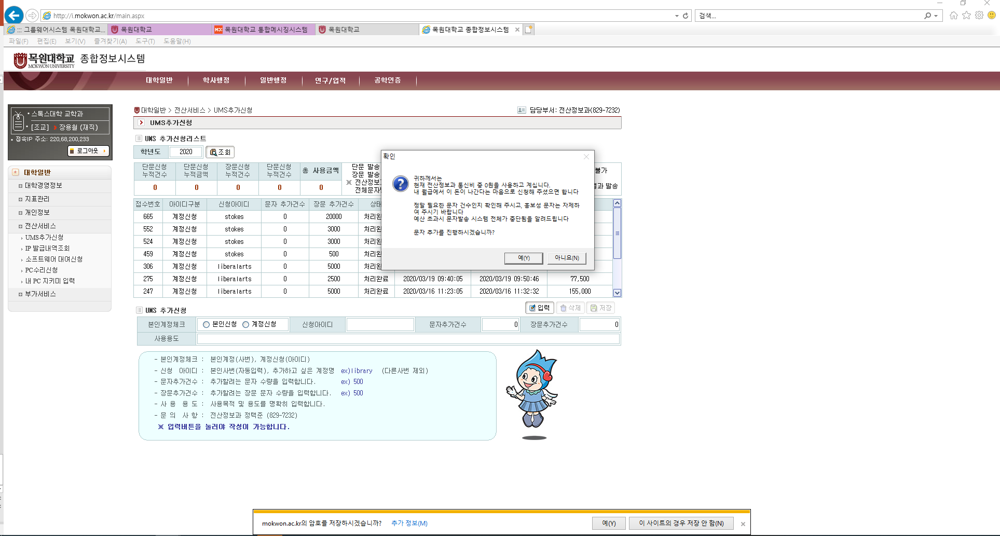 http://i.mokwon.ac.kr/main.aspx
검색...
::: 그룹웨어시스템 목원대학교...
목원대학교
목원대학교 통합메시징시스템
목원대학교
목원대학교 종합정보시스템
파일(F) 편집(E) 보기(V) 즐겨찾기(A) 도구(T) 도움말(H)
목원대학교 종합정보시스템
MOKWON UNIVERSITY
대학일반 학사행정 일반행정 연구/업적 공학인증
스톡스대학 교학과
[조교] 장용철 (재직)
접속IP 주소: 220,68,200,233
로그아웃
대학일반
대학경영정보
지표관리
개인정보
전산서비스
UMS추가신청
IP 발급내역조회
소프트웨어 대여신청
PC수리신청
내 PC 지키미 입력
부가서비스
대학일반 > 전산서비스 > UMS추가신청
담당부서: 전산정보과(829-7232)
UMS추가신청
UMS 추가신청리스트
학년도 2020 조회
단문신청 누적건수 단문신청 누적금액 장문신청 누적건수 단문신청 누적건수 총 사용금액
0 0 0 0 0
단문 발송
장문 발송 불가
※ 전산정보
전체문자 결과 발송
접수번호 아이디구분 신청아이디 문자 추가건수 장문 추가건수 상태
665 계정신청 stokes 0 20000 처리완
552 계정신청 stokes 0 3000 처리완
524 계정신청 stokes 0 3000 처리완
459 계정신청 stokes 0 500 처리완
306 계정신청 liberalarts 0 5000 처리완
275 계정신청 liberalarts 0 2500 처리완료 2020/03/19 09:40:05 2020/03/19 09:50:46 77,500
247 계정신청 liberalarts 0 5000 처리완료 2020/03/16 11:23:05 2020/03/16 11:32:32 155,000
확인
귀하께서는
현재 전산정보과 통신비 중 0원을 사용하고 계십니다.
내 월급에서 이 돈이 나간다는 마음으로 신청해 주셨으면 합니다
정말 필요한 문자 건수인지 확인해 주시고, 홍보성 문자는 자제하
여 주시기 바랍니다
예산 초과시 문자발송 시스템 전체가 중단됨을 알려드립니다
문자 추가를 진행하시겠습니까?
예(Y) 아니요(N)
UMS 추가신청
입력 삭제 저장
본인계정체크 본인신청 계정신청 신청아이디 문자추가건수 0 장문추가건수 0
사용용도
- 본인계정체크 : 본인계정(사번), 계정신청(아이디)
- 신청 아이디 : 본인사번(자동입력), 추가하고 싶은 계정명 ex)library (다른사번 제외)
- 문자추가건수 : 추가할려는 문자 수량을 입력합니다. ex) 500
- 장문추가건수 : 추가할려는 장문 문자 수량을 입력합니다. ex) 500
- 사 용 용 도 : 사용목적 및 용도를 명확히 입력합니다.
- 문 의 사 항 : 전산정보과 정택준 (829-7232)
※ 입력버튼을 눌러야 작성이 가능합니다.
mokwon.ac.kr의 암호를 저장하시겠습니까? 추가 정보(M) 예(Y) 이 사이트의 경우 저장 안 함(N)